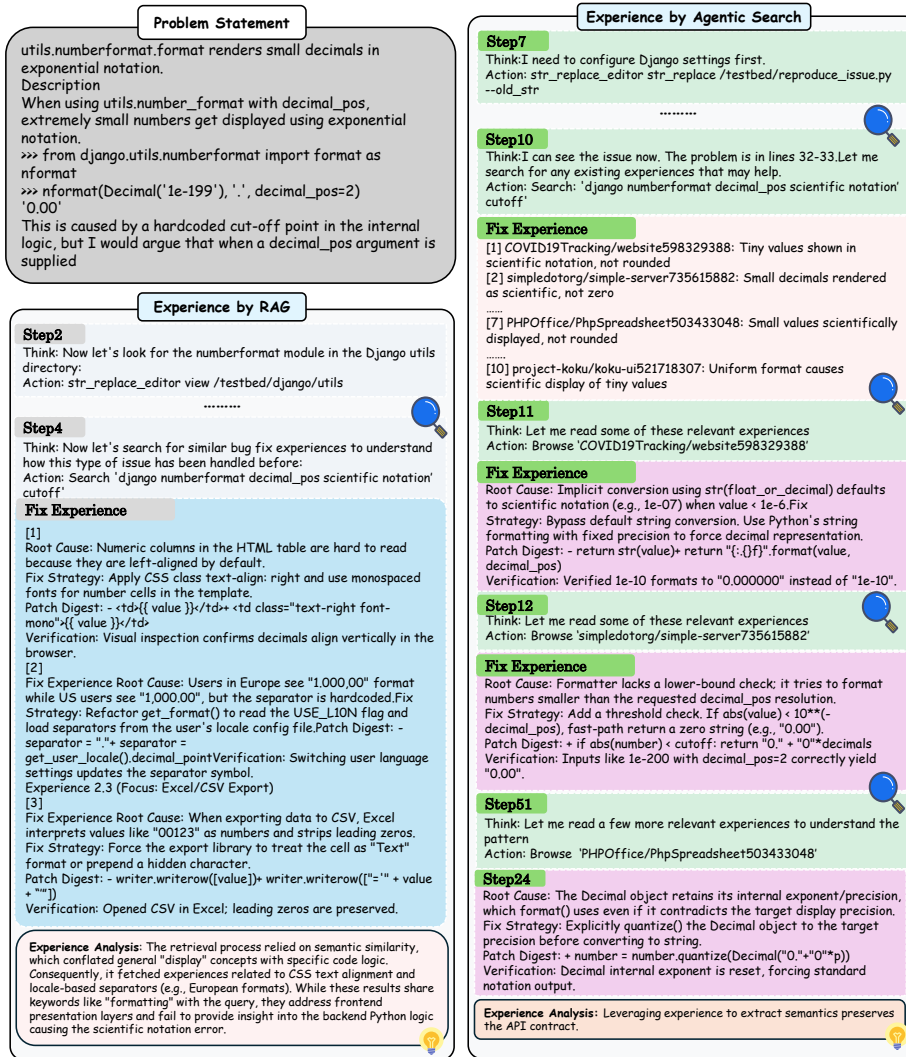 Problem Statement
utils.numberformat.format renders small decimals in
exponential notation.
Description
When using utils.number_format with decimal_pos,
extremely small numbers get displayed using exponential
notation.
>>> from django.utils.numberformat import format as
nformat
>>> nformat(Decimal('1e-199'), '.', decimal_pos=2)
'0.00'
This is caused by a hardcoded cut-off point in the internal
logic, but I would argue that when a decimal_pos argument is
supplied
Experience by RAG
Step2
Think: Now let's look for the numberformat module in the Django utils
directory:
Action: str_replace_editor view /testbed/django/utils
.........
Step4
Think: Now let's search for similar bug fix experiences to understand
how this type of issue has been handled before:
Action: Search 'django numberformat decimal_pos scientific notation'
cutoff'
Fix Experience
[1]
Root Cause: Numeric columns in the HTML table are hard to read
because they are left-aligned by default.
Fix Strategy: Apply CSS class text-align: right and use monospaced
fonts for number cells in the template.
Patch Digest: - <td>{{ value }}</td>+ <td class="text-right font-
mono">{{ value }}</td>
Verification: Visual inspection confirms decimals align vertically in the
browser.
[2]
Fix Experience Root Cause: Users in Europe see "1.000,00" format
while US users see "1,000.00", but the separator is hardcoded.Fix
Strategy: Refactor get_format() to read the USE_L10N flag and
load separators from the user's locale config file.Patch Digest: -
separator = "."+ separator =
get_user_locale().decimal_pointVerification: Switching user language
settings updates the separator symbol.
Experience 2.3 (Focus: Excel/CSV Export)
[3]
Fix Experience Root Cause: When exporting data to CSV, Excel
interprets values like "00123" as numbers and strips leading zeros.
Fix Strategy: Force the export library to treat the cell as "Text"
format or prepend a hidden character.
Patch Digest: - writer.writerow([value])+ writer.writerow(["='" + value
+ "'"])
Verification: Opened CSV in Excel; leading zeros are preserved.
Experience Analysis: The retrieval process relied on semantic similarity,
which conflated general "display" concepts with specific code logic.
Consequently, it fetched experiences related to CSS text alignment and
locale-based separators (e.g., European formats). While these results share
keywords like "formatting" with the query, they address frontend
presentation layers and fail to provide insight into the backend Python logic
causing the scientific notation error.
Experience by Agentic Search
Step7
Think:I need to configure Django settings first.
Action: str_replace_editor str_replace /testbed/reproduce_issue.py
--old_str
.........
Step10
Think:I can see the issue now. The problem is in lines 32-33.Let me
search for any existing experiences that may help.
Action: Search: 'django numberformat decimal_pos scientific notation'
cutoff'
Fix Experience
[1] COVID19Tracking/website598329388: Tiny values shown in
scientific notation, not rounded
[2] simpledotorg/simple-server735615882: Small decimals rendered
as scientific, not zero
......
[7] PHPOffice/PhpSpreadsheet503433048: Small values scientifically
displayed, not rounded
.......
[10] project-koku/koku-ui521718307: Uniform format causes
scientific display of tiny values
Step11
Think: Let me read some of these relevant experiences
Action: Browse 'COVID19Tracking/website598329388'
Fix Experience
Root Cause: Implicit conversion using str(float_or_decimal) defaults
to scientific notation (e.g., 1e-07) when value < 1e-6.Fix
Strategy: Bypass default string conversion. Use Python's string
formatting with fixed precision to force decimal representation.
Patch Digest: - return str(value)+ return "{:.{}f}".format(value,
decimal_pos)
Verification: Verified 1e-10 formats to "0.000000" instead of "1e-10".
Step12
Think: Let me read some of these relevant experiences
Action: Browse 'simpledotorg/simple-server735615882'
Fix Experience
Root Cause: Formatter lacks a lower-bound check; it tries to format
numbers smaller than the requested decimal_pos resolution.
Fix Strategy: Add a threshold check. If abs(value) < 10**(-
decimal_pos), fast-path return a zero string (e.g., "0.00").
Patch Digest: + if abs(number) < cutoff: return "0." + "0"*decimals
Verification: Inputs like 1e-200 with decimal_pos=2 correctly yield
"0.00".
Step51
Think: Let me read a few more relevant experiences to understand the
pattern
Action: Browse 'PHPOffice/PhpSpreadsheet503433048'
Step24
Root Cause: The Decimal object retains its internal exponent/precision,
which format() uses even if it contradicts the target display precision.
Fix Strategy: Explicitly quantize() the Decimal object to the target
precision before converting to string.
Patch Digest: + number = number.quantize(Decimal("0."+"0"*p))
Verification: Decimal internal exponent is reset, forcing standard
notation output.
Experience Analysis: Leveraging experience to extract semantics preserves
the API contract.